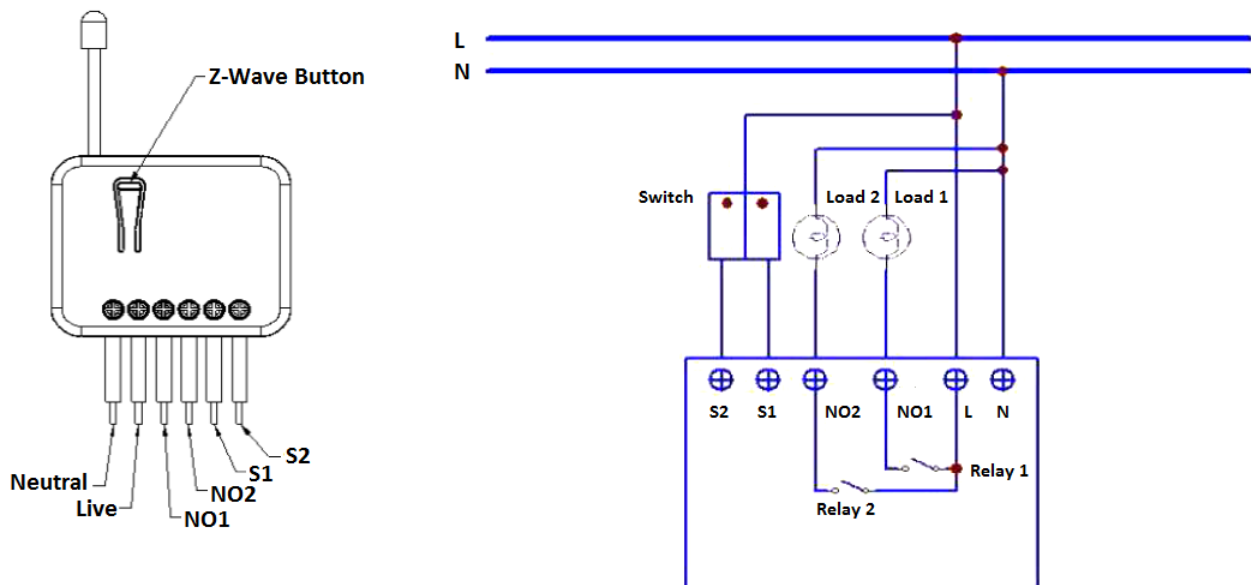 Z-Wave Button
Neutral
Live
NO1
NO2
S1
S2
L
N
Switch
Load 2
Load 1
S2
S1
NO2
NO1
L
N
Relay 1
Relay 2